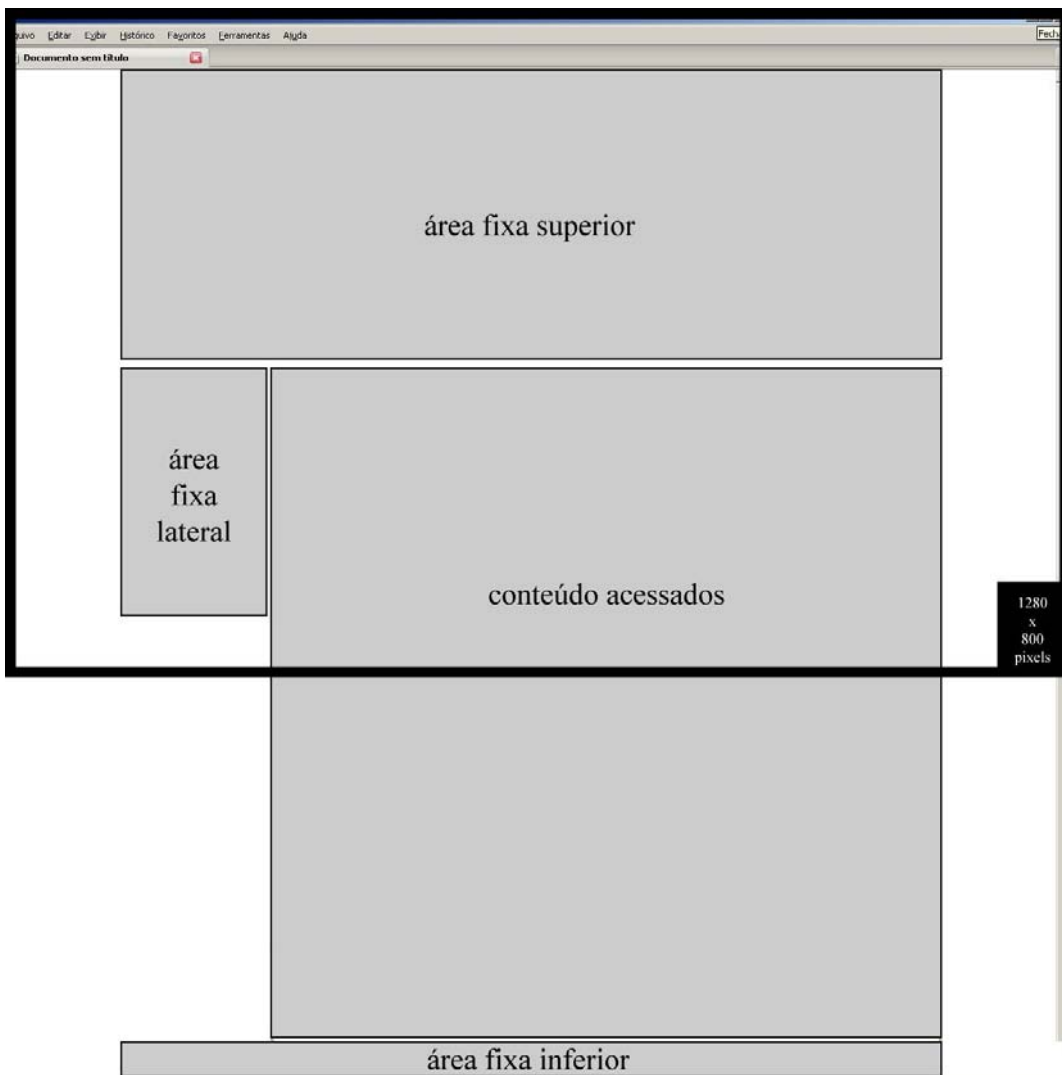 quivo Editar Exibir Histórico Favoritos Ferramentas Ajuda
Fech
Documento sem título
área fixa superior
área
fixa
lateral
conteúdo acessados
1280
x
800
pixels
área fixa inferior